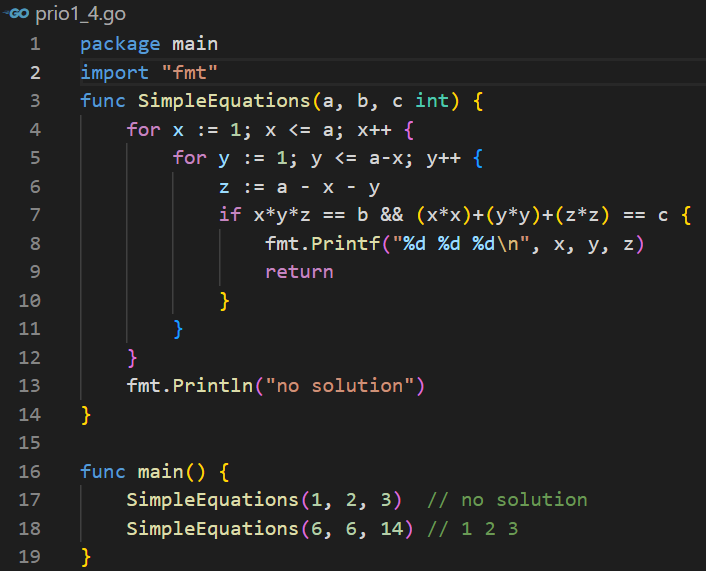 GO prio1_4.go
1 package main
2 import "fmt"
3 func SimpleEquations(a, b, c int) {
4     for x := 1; x <= a; x++ {
5         for y := 1; y <= a-x; y++ {
6             z := a - x - y
7             if x*y*z == b && (x*x)+(y*y)+(z*z) == c {
8                 fmt.Printf("%d %d %d\n", x, y, z)
9                 return
10             }
11         }
12     }
13     fmt.Println("no solution")
14 }
15
16 func main() {
17     SimpleEquations(1, 2, 3)  // no solution
18     SimpleEquations(6, 6, 14) // 1 2 3
19 }